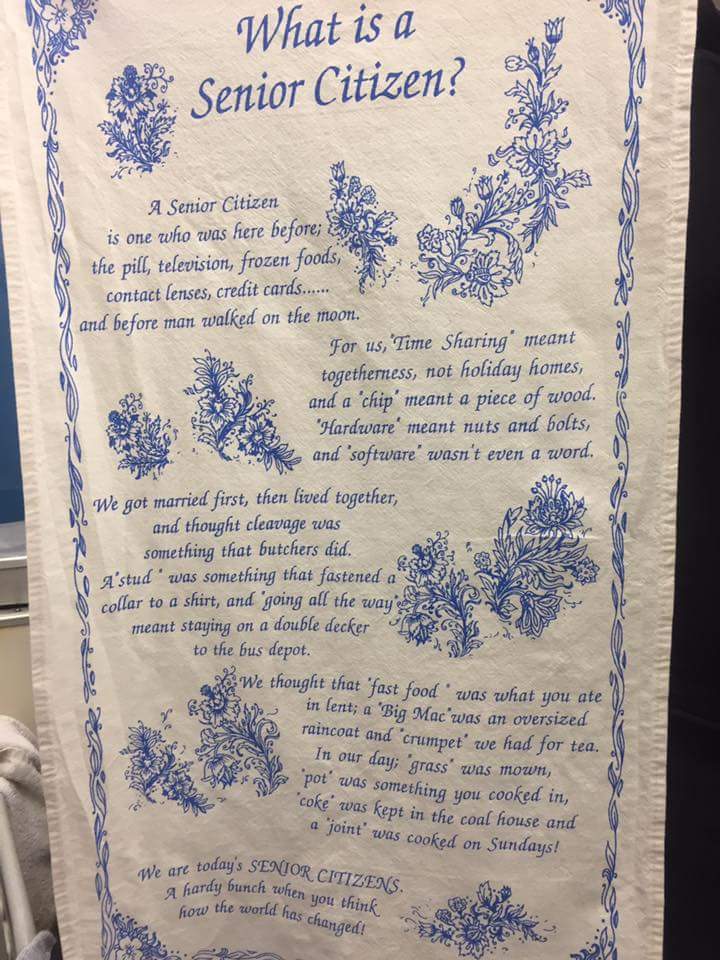 What is a
Senior Citizen?
A Senior Citizen
is one who was here before;
the pill, television, frozen foods,
contact lenses, credit cards......
and before man walked on the moon.
For us,"Time Sharing" meant
togetherness, not holiday homes,
and a "chip" meant a piece of wood.
"Hardware" meant nuts and bolts,
and "software" wasn't even a word.
We got married first, then lived together,
and thought cleavage was
something that butchers did.
A"stud " was something that fastened a
collar to a shirt, and "going all the way"
meant staying on a double decker
to the bus depot.
We thought that "fast food " was what you ate
in lent; a "Big Mac"was an oversized
raincoat and "crumpet" we had for tea.
In our day; "grass" was mown,
"pot" was something you cooked in,
"coke" was kept in the coal house and
a "joint" was cooked on Sundays!
We are today's SENIOR CITIZENS.
A hardy bunch when you think
how the world has changed!